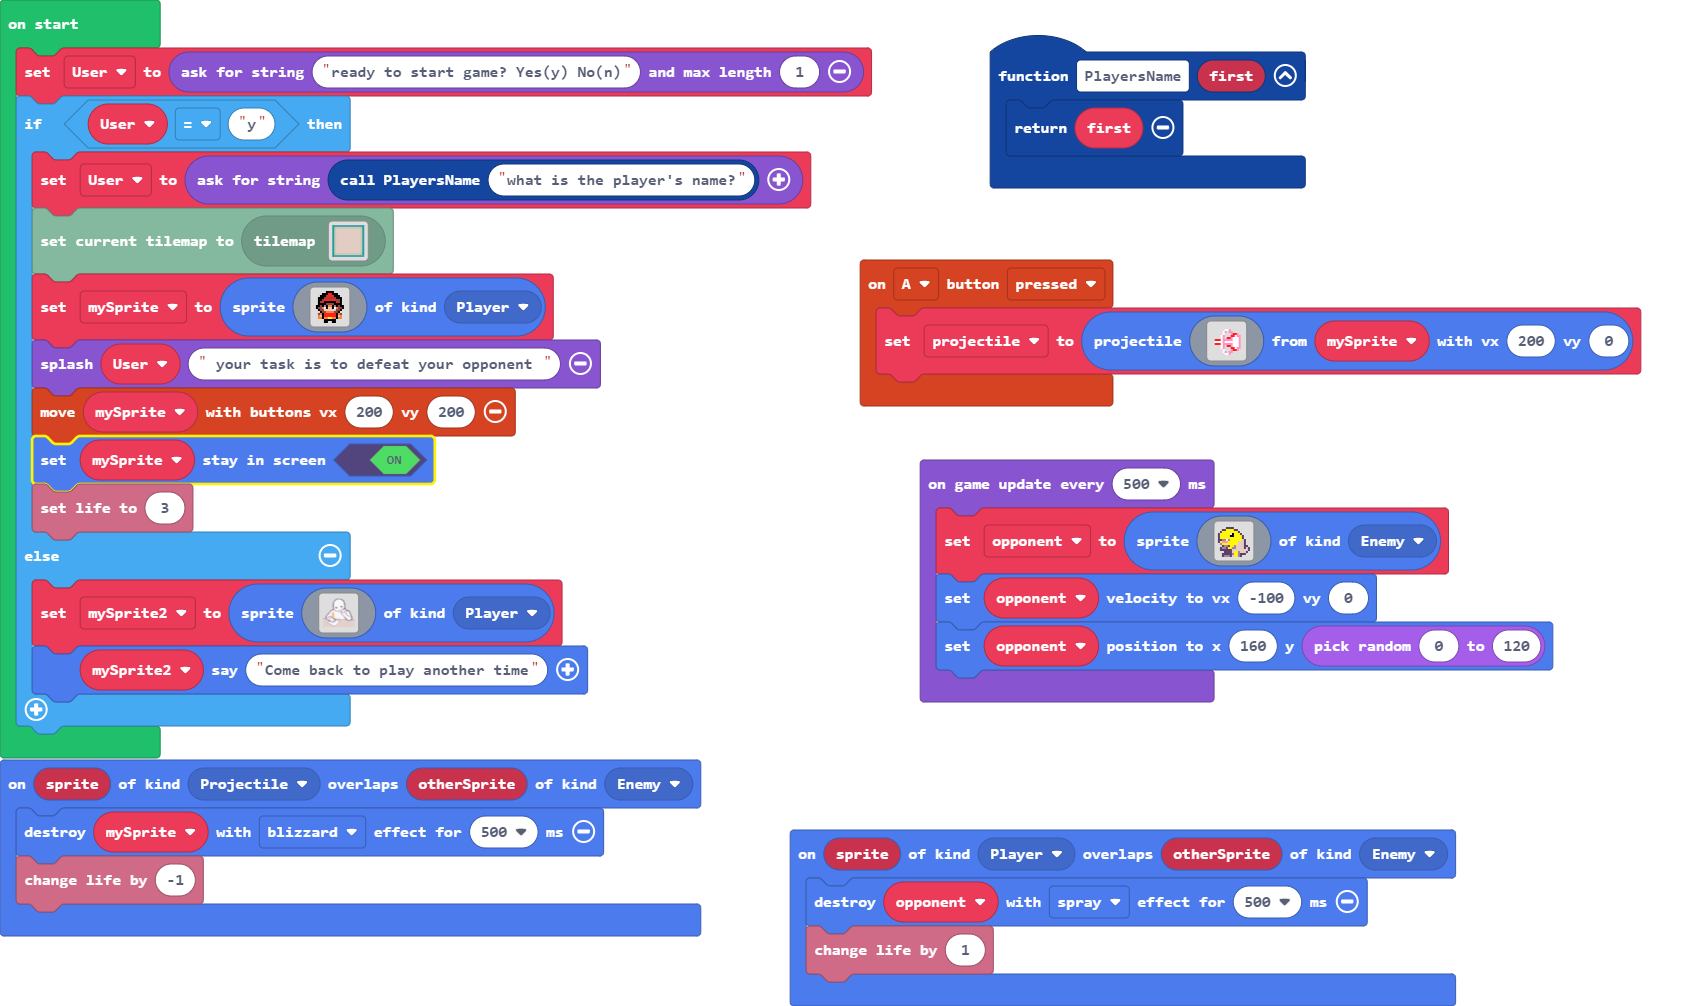 on start
set User to ask for string "ready to start game? Yes(y) No(n)" and max length 1
if User = "y" then
set User to ask for string call PlayersName "what is the player's name?"
set current tilemap to tilemap
set mySprite to sprite of kind Player
splash User " your task is to defeat your opponent "
move mySprite with buttons vx 200 vy 200
set mySprite stay in screen ON
set life to 3
else
set mySprite2 to sprite of kind Player
mySprite2 say "Come back to play another time"
on sprite of kind Projectile overlaps otherSprite of kind Enemy
destroy mySprite with blizzard effect for 500 ms
change life by -1
function PlayersName first
return first
on A button pressed
set projectile to projectile from mySprite with vx 200 vy 0
on game update every 500 ms
set opponent to sprite of kind Enemy
set opponent velocity to vx -100 vy 0
set opponent position to x 160 y pick random 0 to 120
on sprite of kind Player overlaps otherSprite of kind Enemy
destroy opponent with spray effect for 500 ms
change life by 1